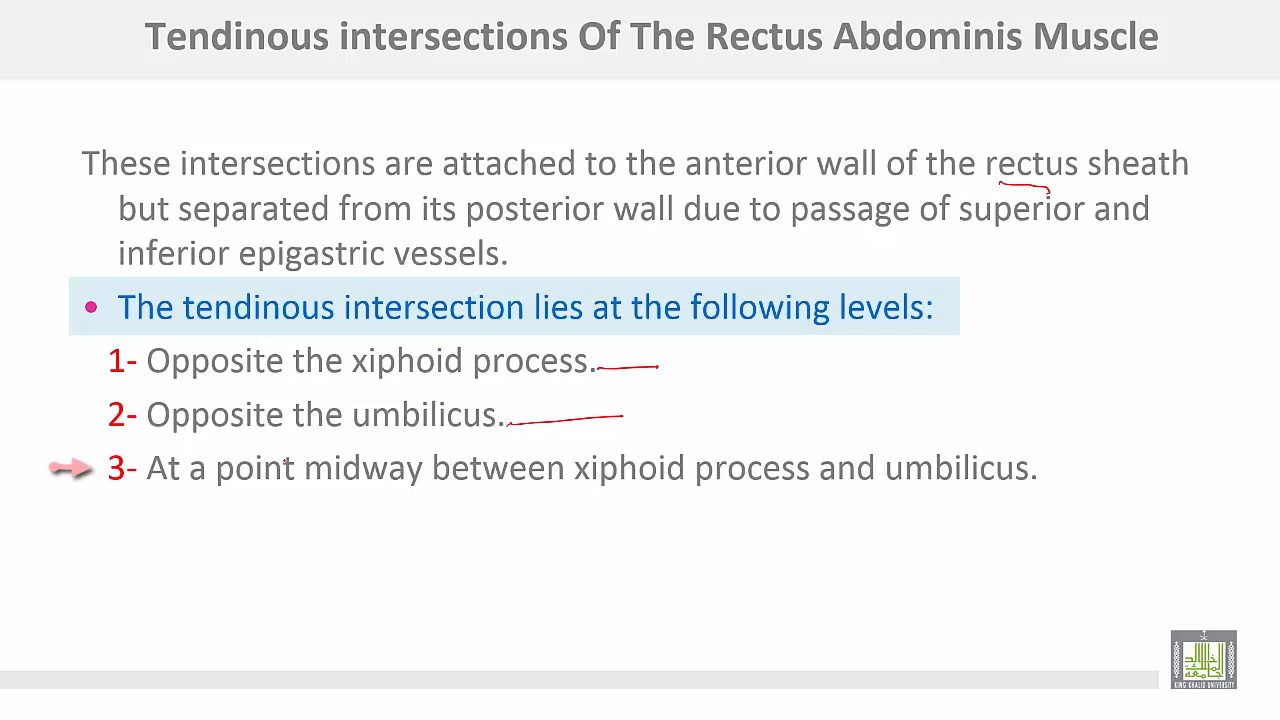 Tendinous intersections Of The Rectus Abdominis Muscle
These intersections are attached to the anterior wall of the rectus sheath
but separated from its posterior wall due to passage of superior and
inferior epigastric vessels.
• The tendinous intersection lies at the following levels:
1- Opposite the xiphoid process.
2- Opposite the umbilicus.
3- At a point midway between xiphoid process and umbilicus.
KING KHALID UNIVERSITY